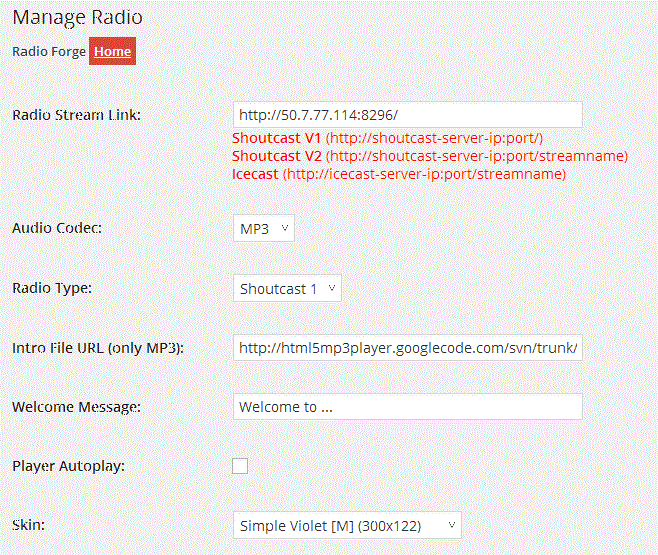 Manage Radio
Radio Forge Home
Radio Stream Link: http://50.7.77.114:8296/
Shoutcast V1 (http://shoutcast-server-ip:port/)
Shoutcast V2 (http://shoutcast-server-ip:port/streamname)
Icecast (http://icecast-server-ip:port/streamname)
Audio Codec: MP3
Radio Type: Shoutcast 1
Intro File URL (only MP3): http://html5mp3player.googlecode.com/svn/trunk/
Welcome Message: Welcome to ...
Player Autoplay:
Skin: Simple Violet [M] (300x122)